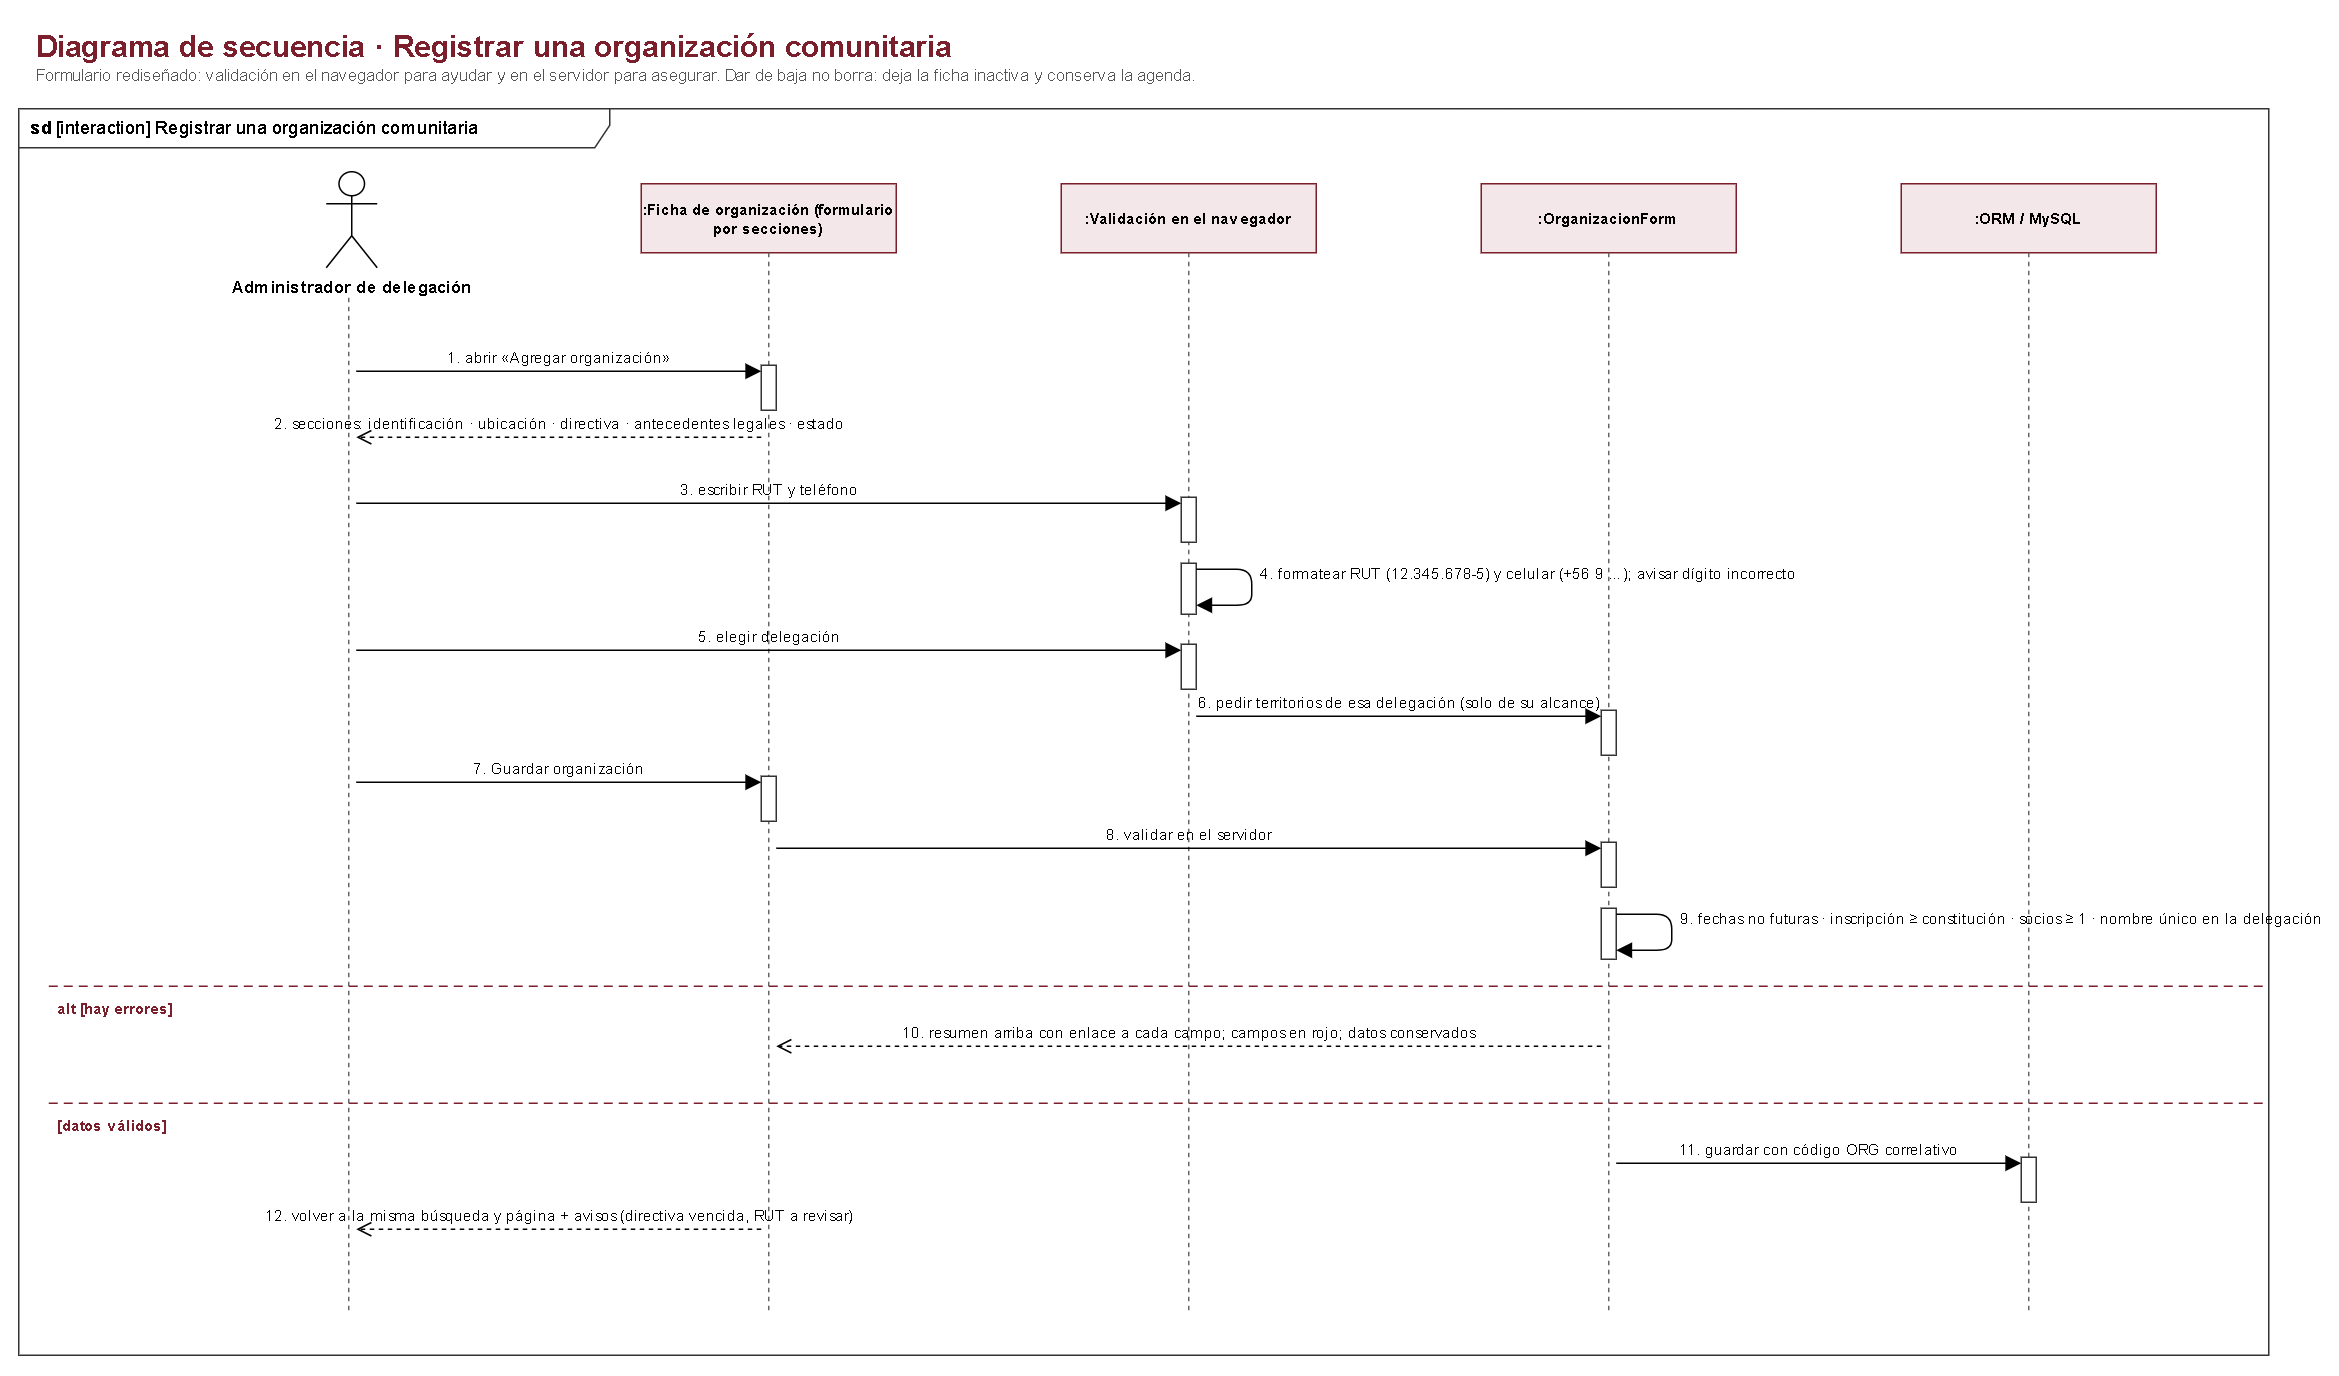 Diagrama de secuencia · Registrar una organización comunitaria
Formulario rediseñado: validación en el navegador para ayudar y en el servidor para asegurar. Dar de baja no borra: deja la ficha inactiva y conserva la agenda.
sd [interaction] Registrar una organización comunitaria
Administrador de delegación
:Ficha de organización (formulario
por secciones)
:Validación en el navegador
:OrganizacionForm
:ORM / MySQL
1. abrir «Agregar organización»
2. secciones: identificación · ubicación · directiva · antecedentes legales · estado
3. escribir RUT y teléfono
4. formatear RUT (12.345.678-5) y celular (+56 9 ...); avisar dígito incorrecto
5. elegir delegación
6. pedir territorios de esa delegación (solo de su alcance)
7. Guardar organización
8. validar en el servidor
9. fechas no futuras · inscripción ≥ constitución · socios ≥ 1 · nombre único en la delegación
alt [hay errores]
10. resumen arriba con enlace a cada campo; campos en rojo; datos conservados
[datos válidos]
11. guardar con código ORG correlativo
12. volver a la misma búsqueda y página + avisos (directiva vencida, RUT a revisar)